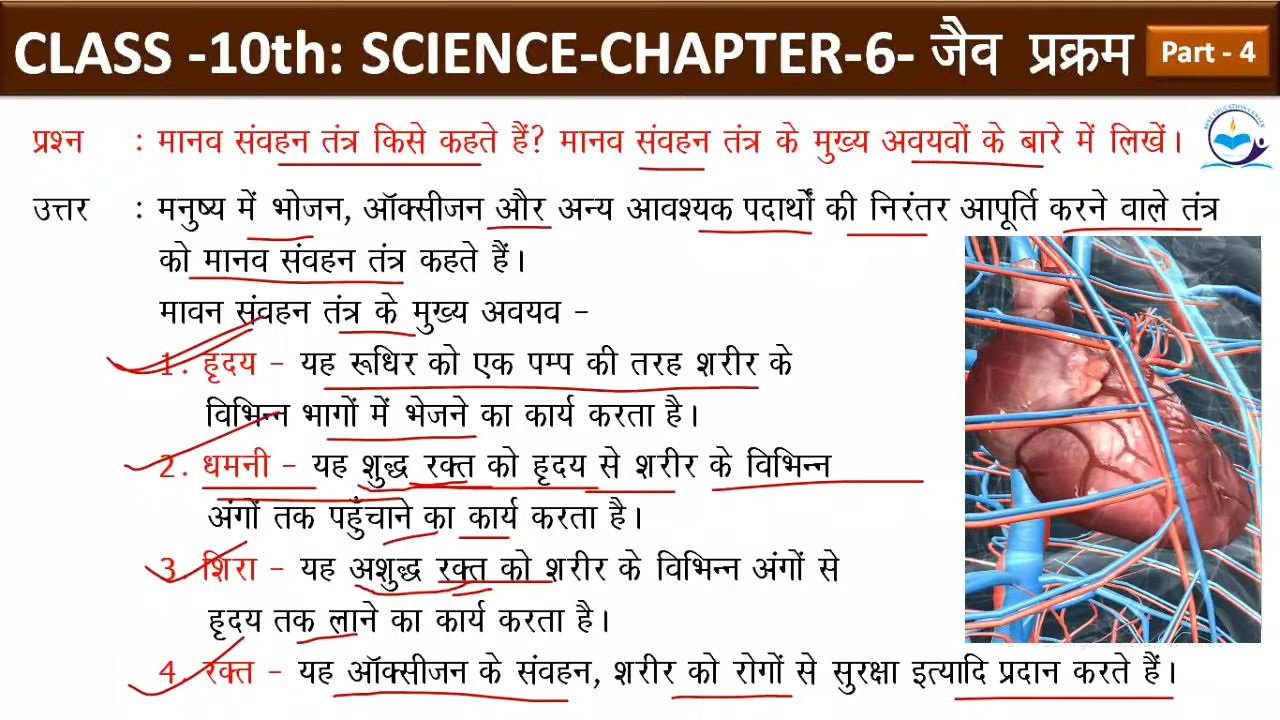 CLASS -10th: SCIENCE-CHAPTER-6- जैव प्रक्रम
Part - 4
प्रश्न : मानव संवहन तंत्र किसे कहते हैं? मानव संवहन तंत्र के मुख्य अवयवों के बारे में लिखें।
उत्तर : मनुष्य में भोजन, ऑक्सीजन और अन्य आवश्यक पदार्थों की निरंतर आपूर्ति करने वाले तंत्र
को मानव संवहन तंत्र कहते हैं।
मावन संवहन तंत्र के मुख्य अवयव -
1. हृदय - यह रूधिर को एक पम्प की तरह शरीर के
विभिन्न भागों में भेजने का कार्य करता है।
2. धमनी - यह शुद्ध रक्त को हृदय से शरीर के विभिन्न
अंगों तक पहुँचाने का कार्य करता है।
3. शिरा - यह अशुद्ध रक्त को शरीर के विभिन्न अंगों से
हृदय तक लाने का कार्य करता है।
4. रक्त - यह ऑक्सीजन के संवहन, शरीर को रोगों से सुरक्षा इत्यादि प्रदान करते हैं।